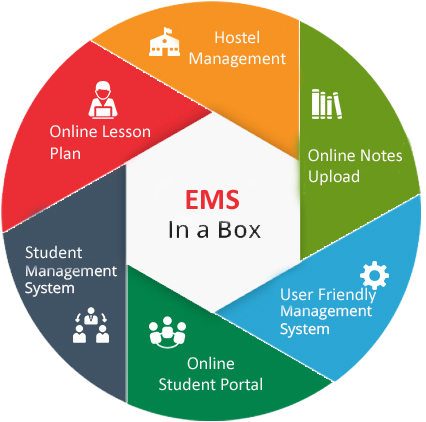 Hostel
Management
Online Lesson
Plan
Online Notes
Upload
EMS
In a Box
Student
Management
System
User Friendly
Management
System
Online
Student Portal